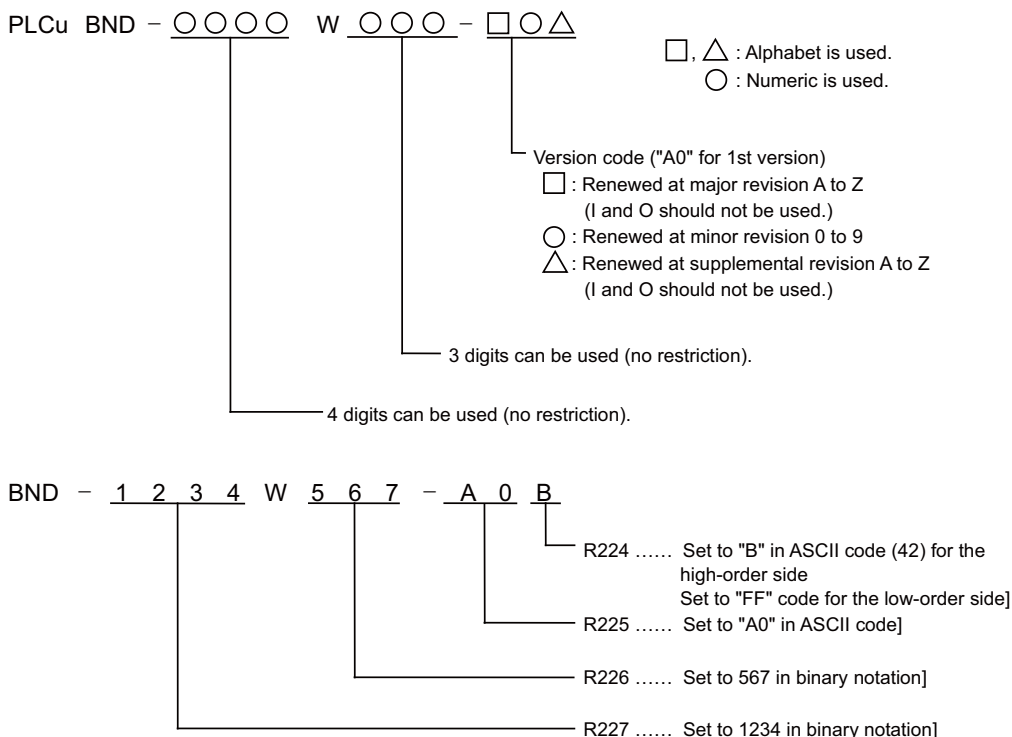 PLCu BND – ○○○○ W ○○○ – □○△
□, △ : Alphabet is used.
○ : Numeric is used.
Version code ("A0" for 1st version)
□ : Renewed at major revision A to Z
(I and O should not be used.)
○ : Renewed at minor revision 0 to 9
△ : Renewed at supplemental revision A to Z
(I and O should not be used.)
3 digits can be used (no restriction).
4 digits can be used (no restriction).
BND – 1 2 3 4 W 5 6 7 – A 0 B
R224 …… Set to "B" in ASCII code (42) for the
high-order side
Set to "FF" code for the low-order side]
R225 …… Set to "A0" in ASCII code]
R226 …… Set to 567 in binary notation]
R227 …… Set to 1234 in binary notation]